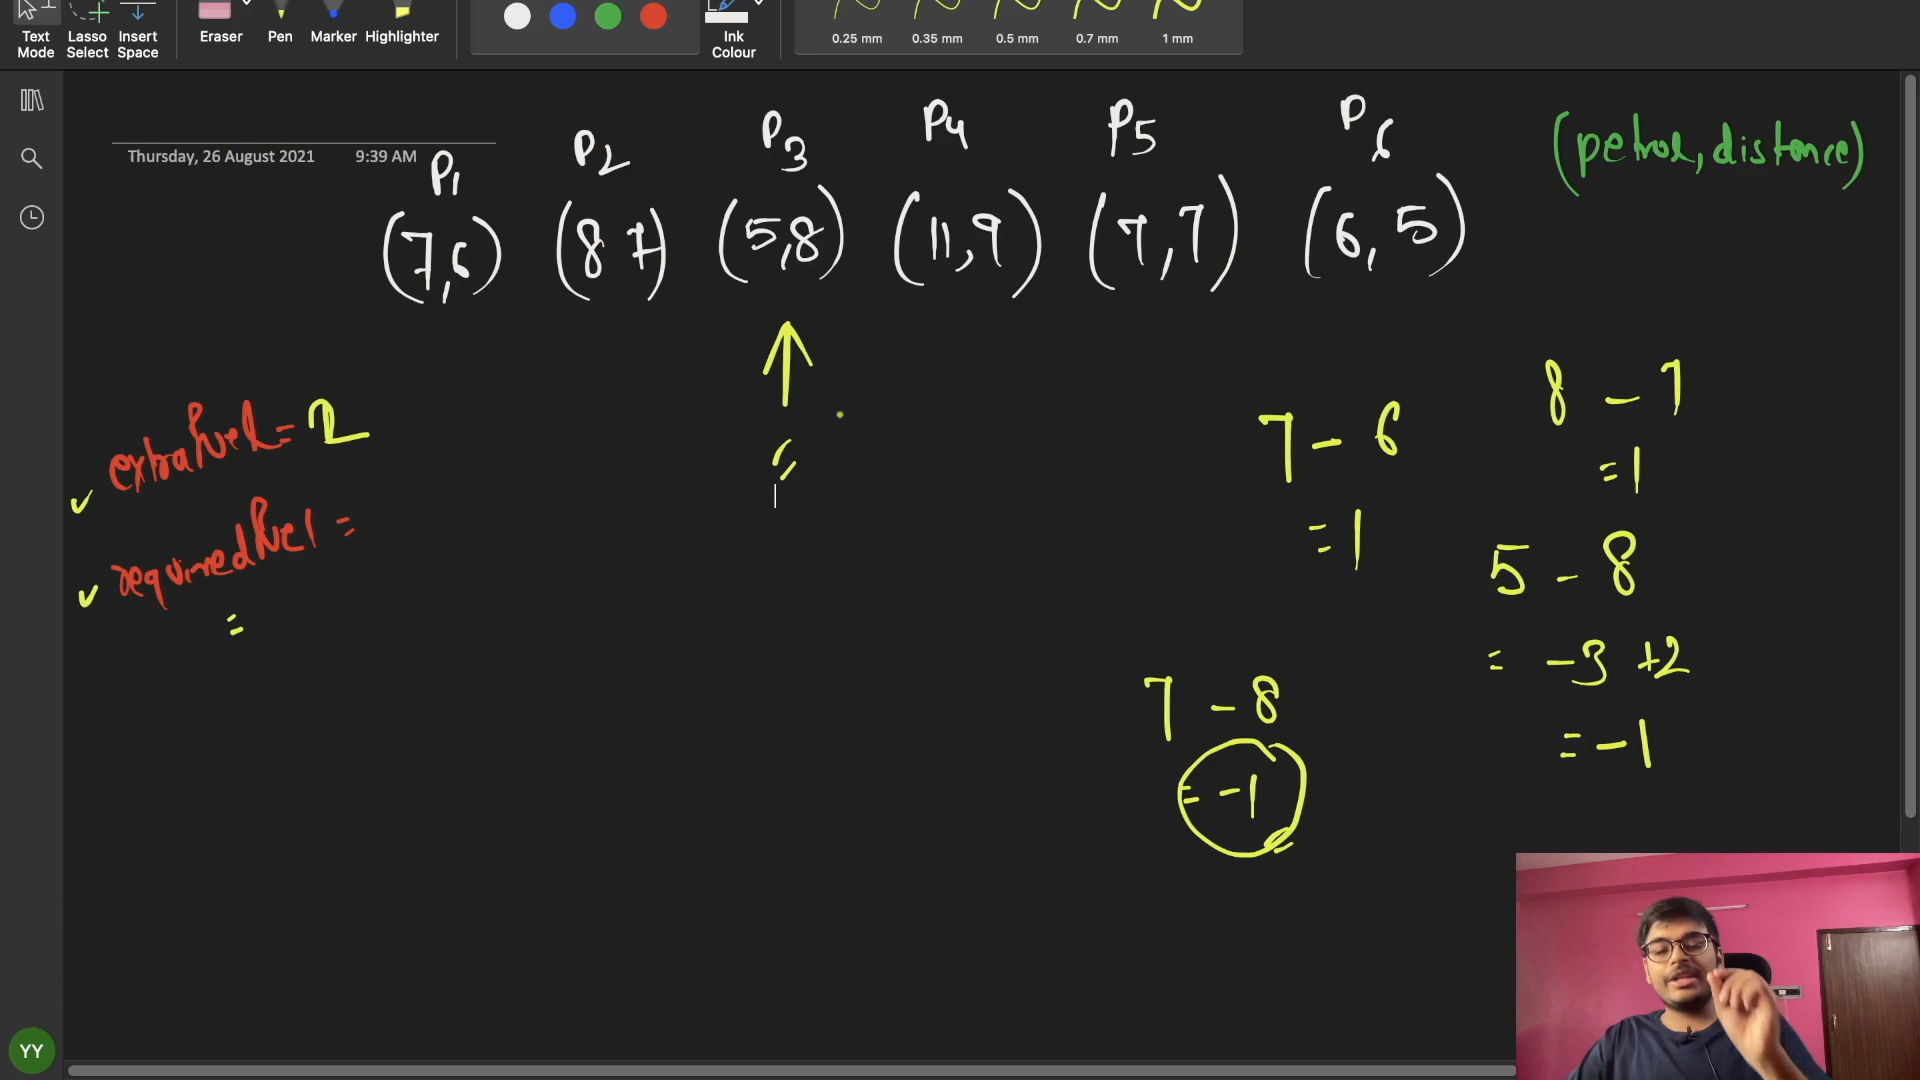 Text Mode
Lasso Select
Insert Space
Eraser
Pen
Marker
Highlighter
Ink Colour
0.25 mm
0.35 mm
0.5 mm
0.7 mm
1 mm
Thursday, 26 August 2021 9:39 AM
P1 P2 P3 P4 P5 P6
(petrol, distance)
(7,6) (8 7) (5,8) (11,9) (7,7) (6,5)
extrafuel = 2
requiredfuel =
=
7 - 6
= 1
8 - 7
= 1
5 - 8
= -3 +2
= -1
7 - 8
= -1
YY